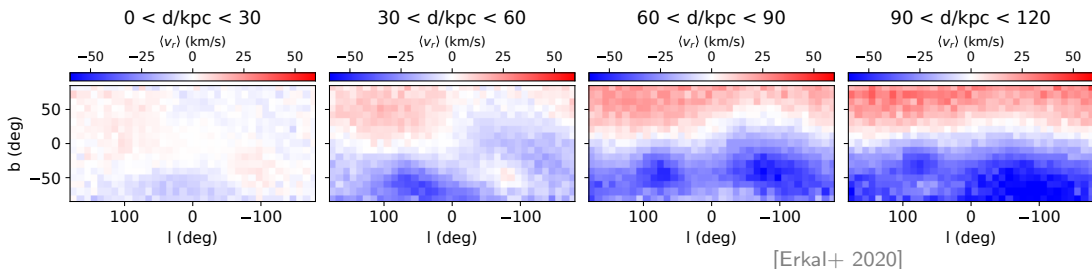 0 < d/kpc < 30
30 < d/kpc < 60
60 < d/kpc < 90
90 < d/kpc < 120
⟨v_r⟩ (km/s)
⟨v_r⟩ (km/s)
⟨v_r⟩ (km/s)
⟨v_r⟩ (km/s)
−50 −25 0 25 50
−50 −25 0 25 50
−50 −25 0 25 50
−50 −25 0 25 50
b (deg)
50
0
−50
100 0 −100
100 0 −100
100 0 −100
100 0 −100
l (deg)
l (deg)
l (deg)
l (deg)
[Erkal+ 2020]